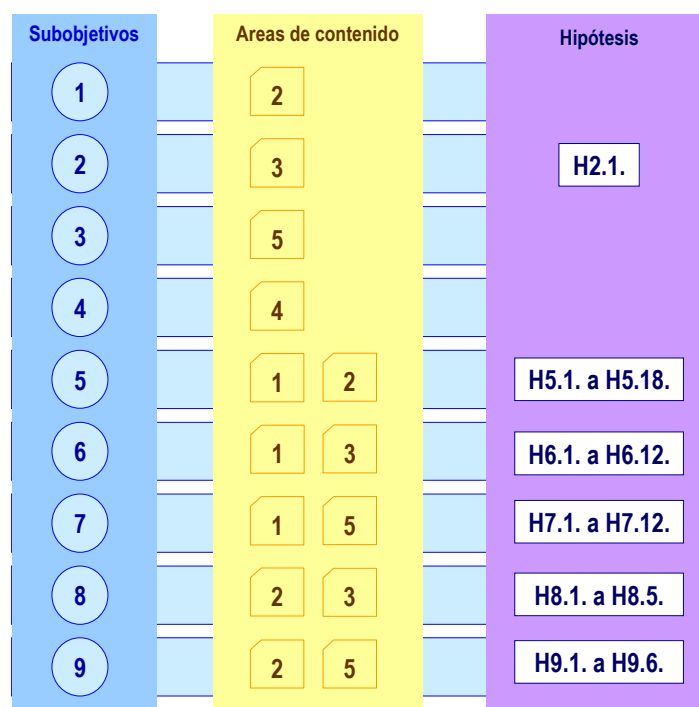 Subobjetivos Areas de contenido Hipótesis
1 2
2 3 H2.1.
3 5
4 4
5 1 2 H5.1. a H5.18.
6 1 3 H6.1. a H6.12.
7 1 5 H7.1. a H7.12.
8 2 3 H8.1. a H8.5.
9 2 5 H9.1. a H9.6.